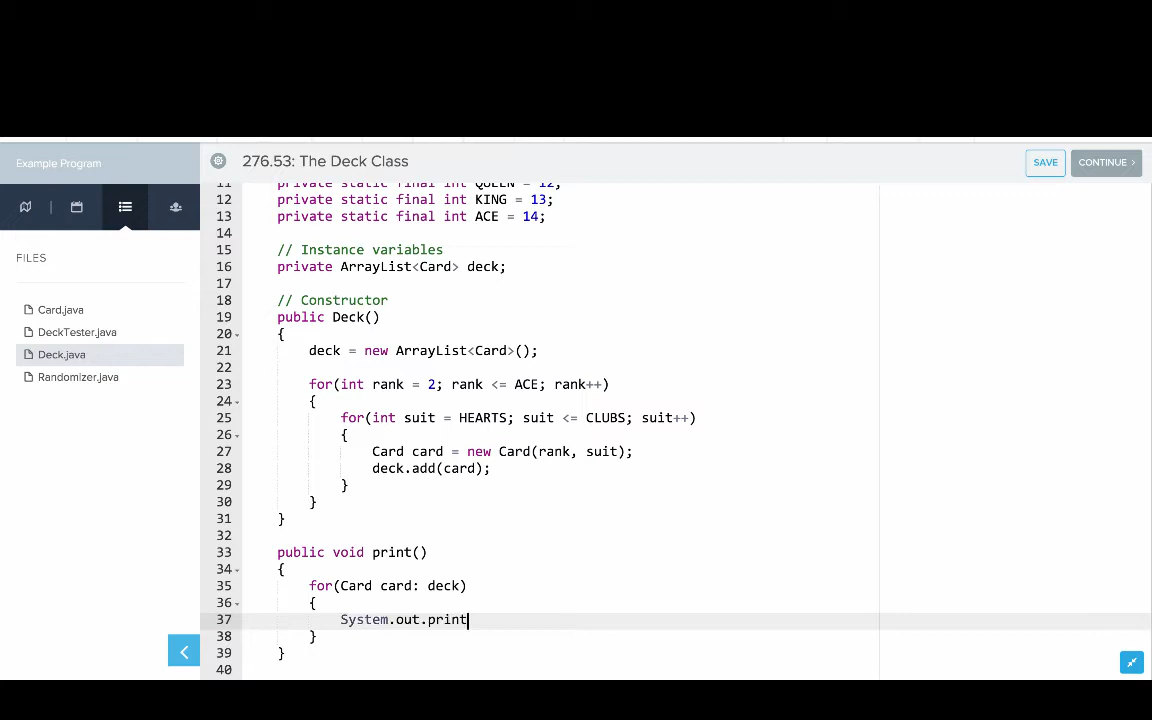 Example Program
276.53: The Deck Class
SAVE
CONTINUE >
FILES
Card.java
DeckTester.java
Deck.java
Randomizer.java
11 private static final int QUEEN = 12;
12 private static final int KING = 13;
13 private static final int ACE = 14;
14
15 // Instance variables
16 private ArrayList<Card> deck;
17
18 // Constructor
19 public Deck()
20 {
21 deck = new ArrayList<Card>();
22
23 for(int rank = 2; rank <= ACE; rank++)
24 {
25 for(int suit = HEARTS; suit <= CLUBS; suit++)
26 {
27 Card card = new Card(rank, suit);
28 deck.add(card);
29 }
30 }
31 }
32
33 public void print()
34 {
35 for(Card card: deck)
36 {
37 System.out.print
38 }
39 }
40